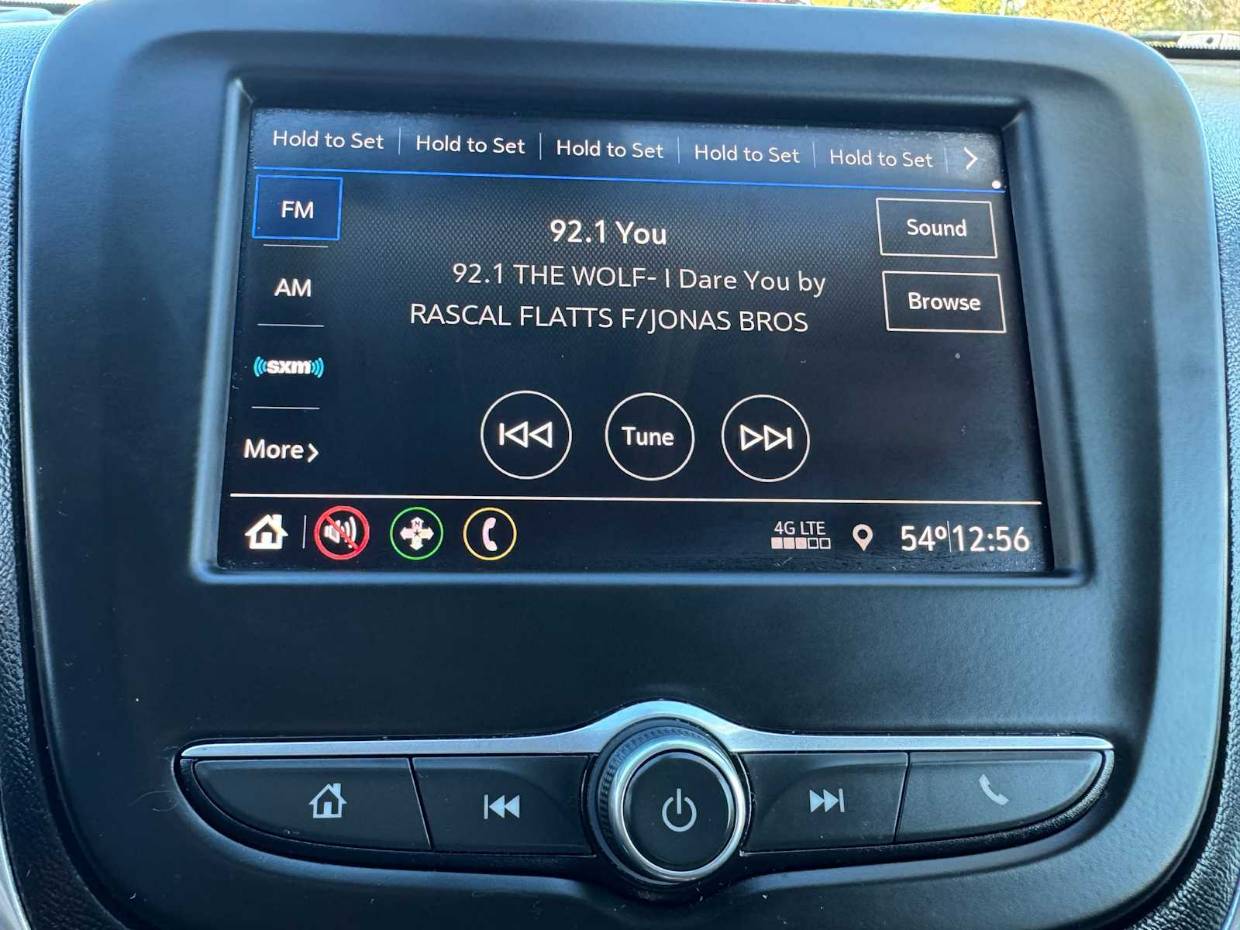 Hold to Set Hold to Set Hold to Set Hold to Set Hold to Set
FM
92.1 You
Sound
92.1 THE WOLF- I Dare You by
AM
Browse
RASCAL FLATTS F/JONAS BROS
sxm
Tune
More
N
4G LTE
54° 12:56